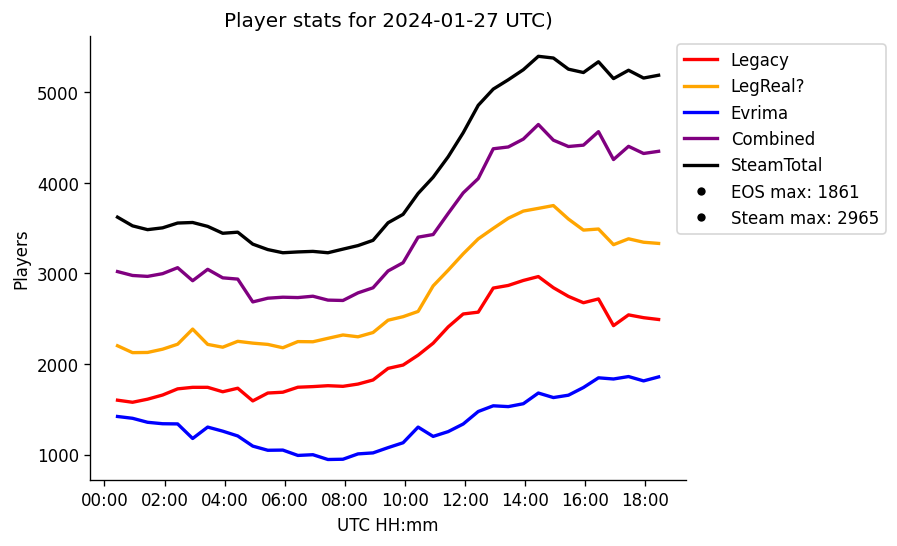 Player stats for 2024-01-27 UTC)
Legacy
LegReal?
Evrima
Combined
SteamTotal
EOS max: 1861
Steam max: 2965
Players
5000
4000
3000
2000
1000
00:00 02:00 04:00 06:00 08:00 10:00 12:00 14:00 16:00 18:00
UTC HH:mm